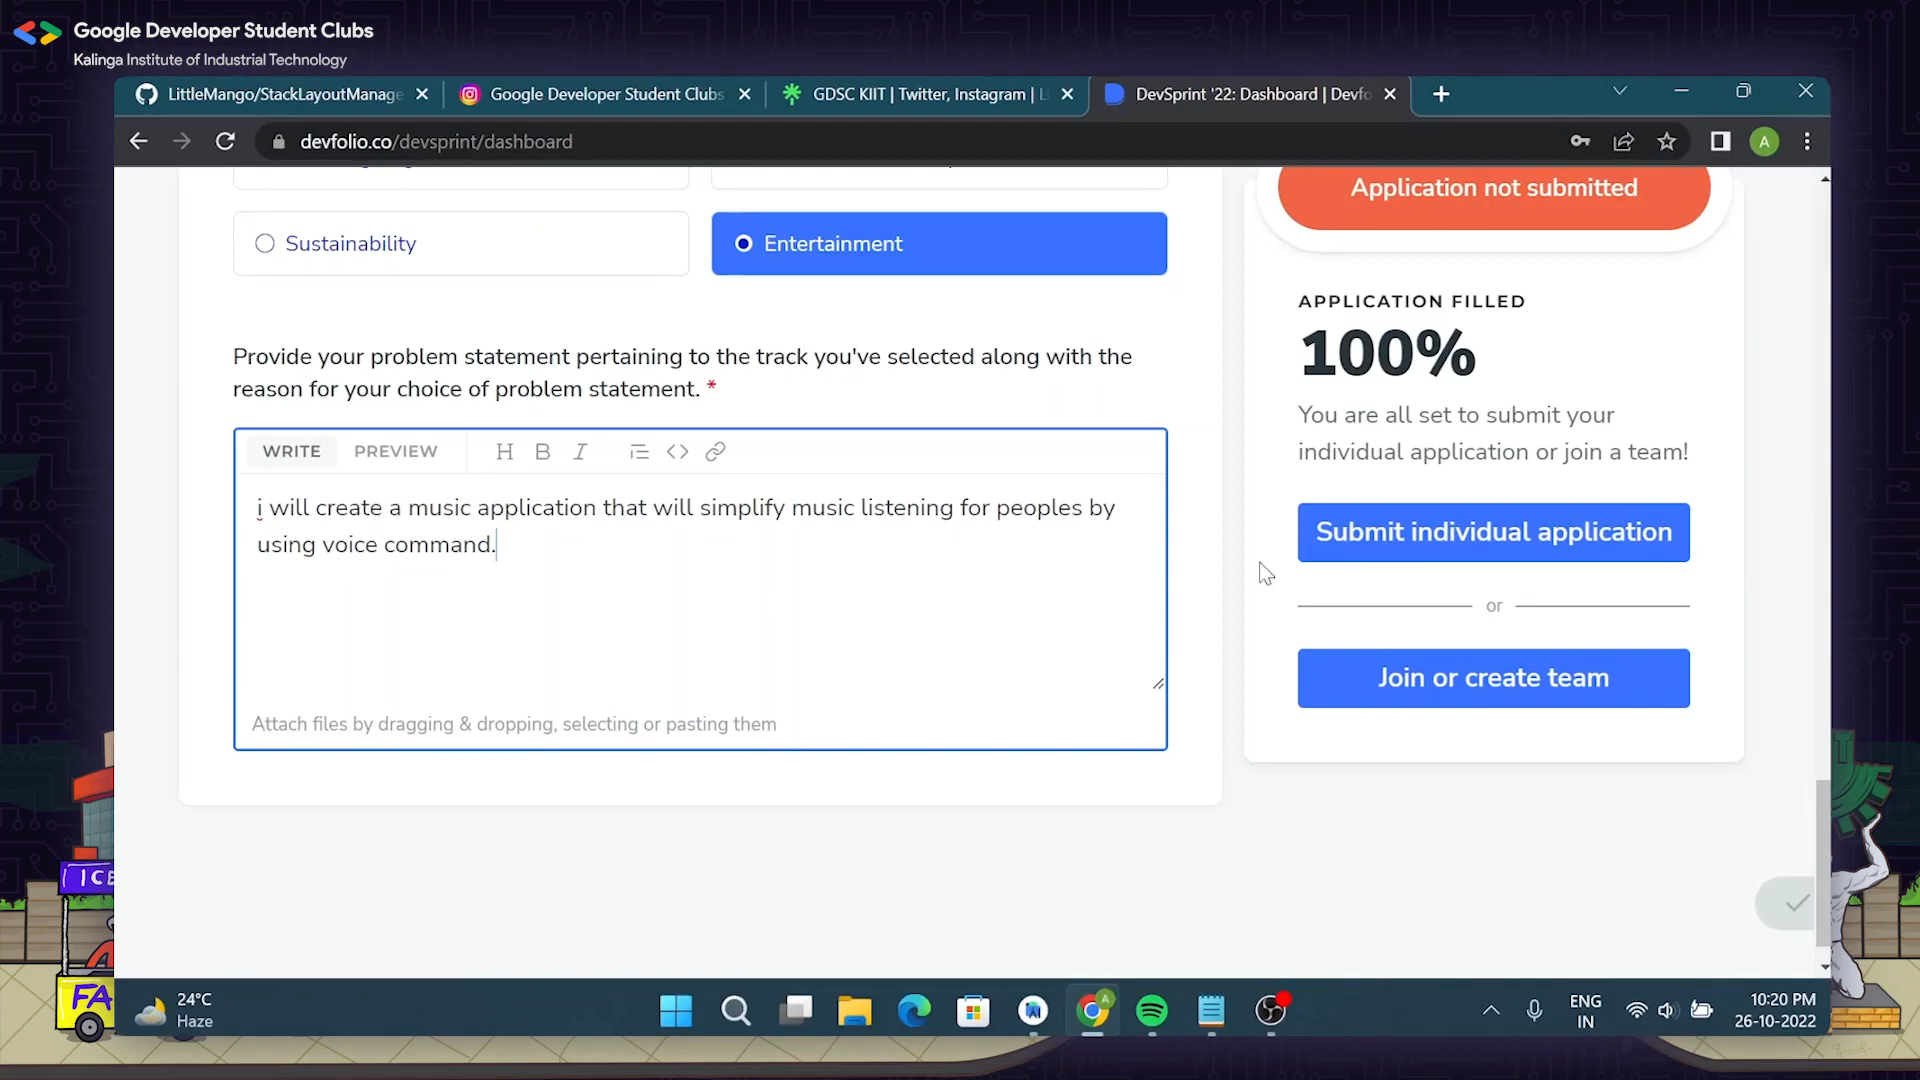 Google Developer Student Clubs
Kalinga Institute of Industrial Technology
LittleMango/StackLayoutManage
Google Developer Student Clubs
GDSC KIIT | Twitter, Instagram | L
DevSprint '22: Dashboard | Devfo
devfolio.co/devsprint/dashboard
A
Application not submitted
Sustainability
Entertainment
APPLICATION FILLED
100%
You are all set to submit your
individual application or join a team!
Provide your problem statement pertaining to the track you've selected along with the
reason for your choice of problem statement. *
WRITE
PREVIEW
H B I
i will create a music application that will simplify music listening for peoples by
using voice command.
Attach files by dragging & dropping, selecting or pasting them
Submit individual application
or
Join or create team
ICE
FA
24°C
Haze
A
ENG
IN
10:20 PM
26-10-2022